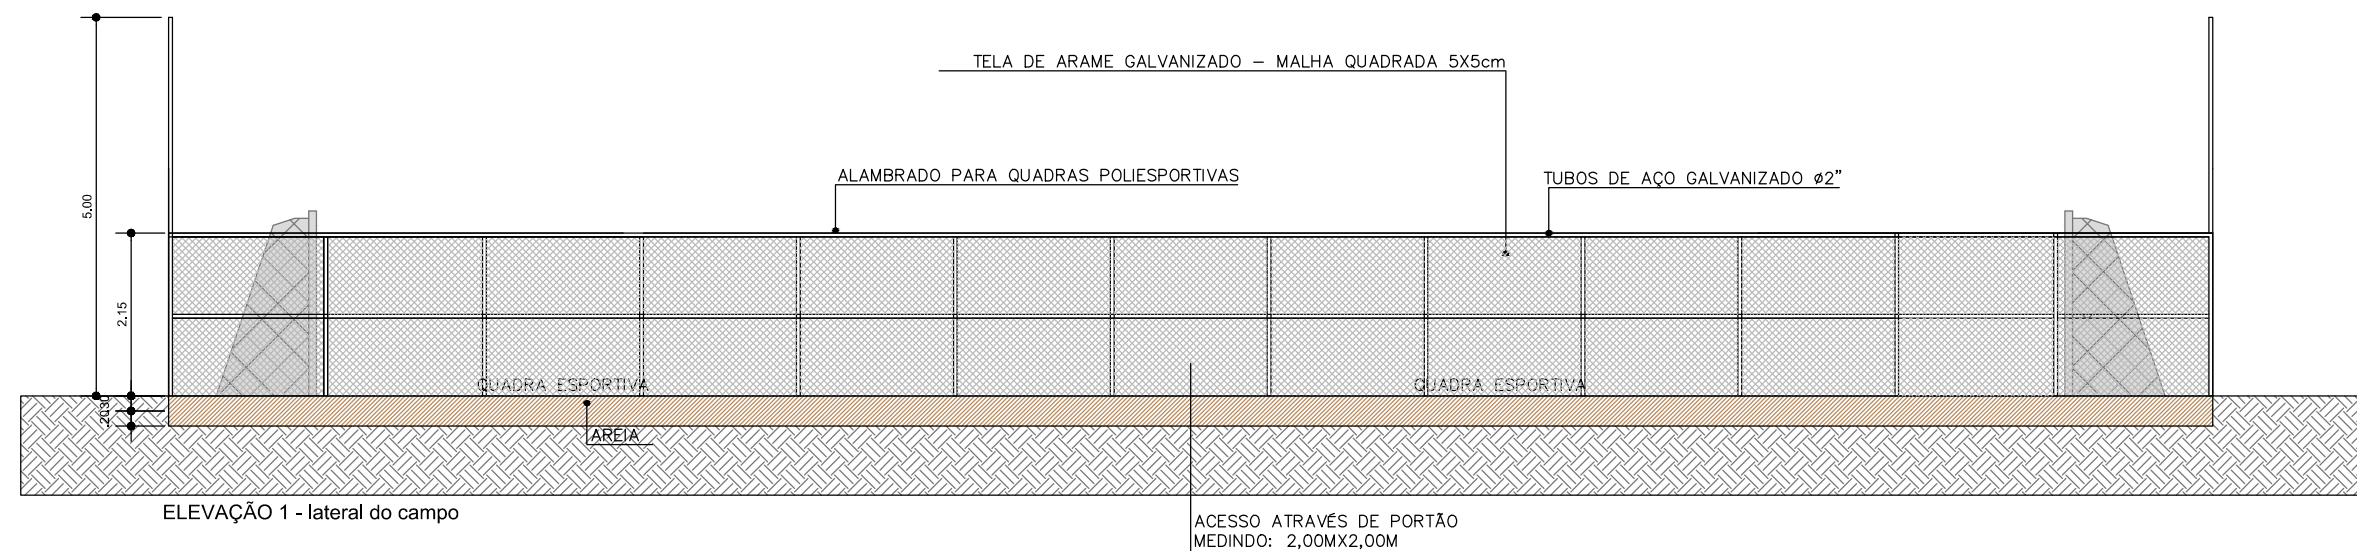 TELA DE ARAME GALVANIZADO – MALHA QUADRADA 5X5cm
ALAMBRADO PARA QUADRAS POLIESPORTIVAS
TUBOS DE AÇO GALVANIZADO ø2”
5.00
2.15
QUADRA ESPORTIVA
QUADRA ESPORTIVA
.20
AREIA
ELEVAÇÃO 1 - lateral do campo
ACESSO ATRAVÉS DE PORTÃO
MEDINDO: 2,00MX2,00M